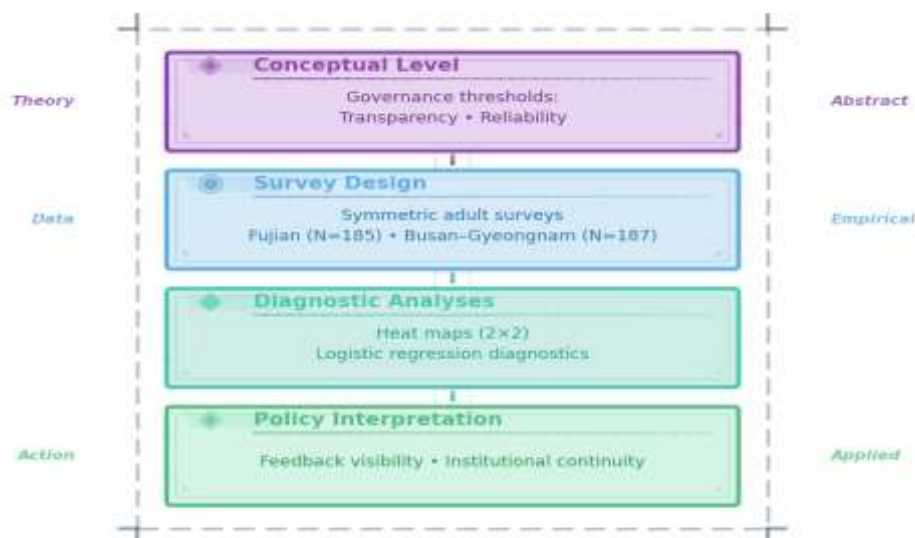 Conceptual Level
Theory
Governance thresholds:
Transparency • Reliability
Abstract
Survey Design
Data
Symmetric adult surveys
Fujian (N=185) • Busan–Gyeongnam (N=187)
Empirical
Diagnostic Analyses
Heat maps (2×2)
Logistic regression diagnostics
Policy Interpretation
Action
Feedback visibility • Institutional continuity
Applied